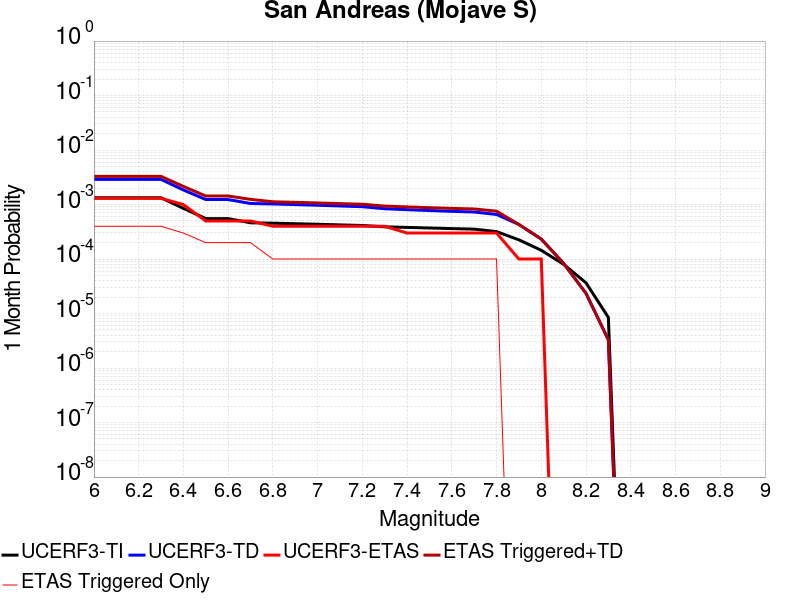 San Andreas (Mojave S)
10^0
10^-1
10^-2
10^-3
10^-4
10^-5
10^-6
10^-7
10^-8
1 Month Probability
6 6.2 6.4 6.6 6.8 7 7.2 7.4 7.6 7.8 8 8.2 8.4 8.6 8.8 9
Magnitude
UCERF3-TI UCERF3-TD UCERF3-ETAS ETAS Triggered+TD
ETAS Triggered Only